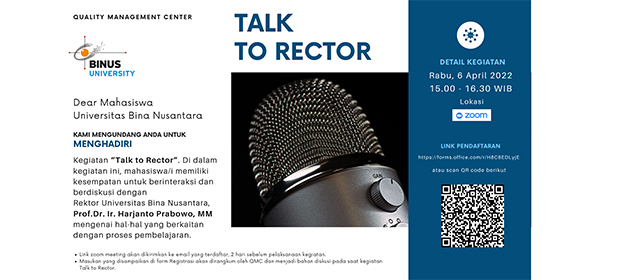 QUALITY MANAGEMENT CENTER
BINUS
UNIVERSITY
Dear Mahasiswa
Universitas Bina Nusantara
KAMI MENGUNDANG ANDA UNTUK
MENGHADIRI
Kegiatan "Talk to Rector". Di dalam
kegiatan ini, mahasiswa/i memiliki
kesempatan untuk berinteraksi dan
berdiskusi dengan
Rektor Universitas Bina Nusantara,
Prof.Dr. Ir. Harjanto Prabowo, MM
mengenai hal-hal yang berkaitan
dengan proses pembelajaran.
• Link zoom meeting akan dikirimkan ke email yang terdaftar, 2 hari sebelum pelaksanaan kegiatan.
• Masukan yang disampaikan di form Registrasi akan dirangkum oleh QMC dan menjadi bahan diskusi pada saat kegiatan
Talk to Rector.
TALK
TO RECTOR
GAIN
DETAIL KEGIATAN
Rabu, 6 April 2022
15.00 - 16.30 WIB
Lokasi
zoom
LINK PENDAFTARAN
https://forms.office.com/r/H8C8EDLyjE
atau scan QR code berikut